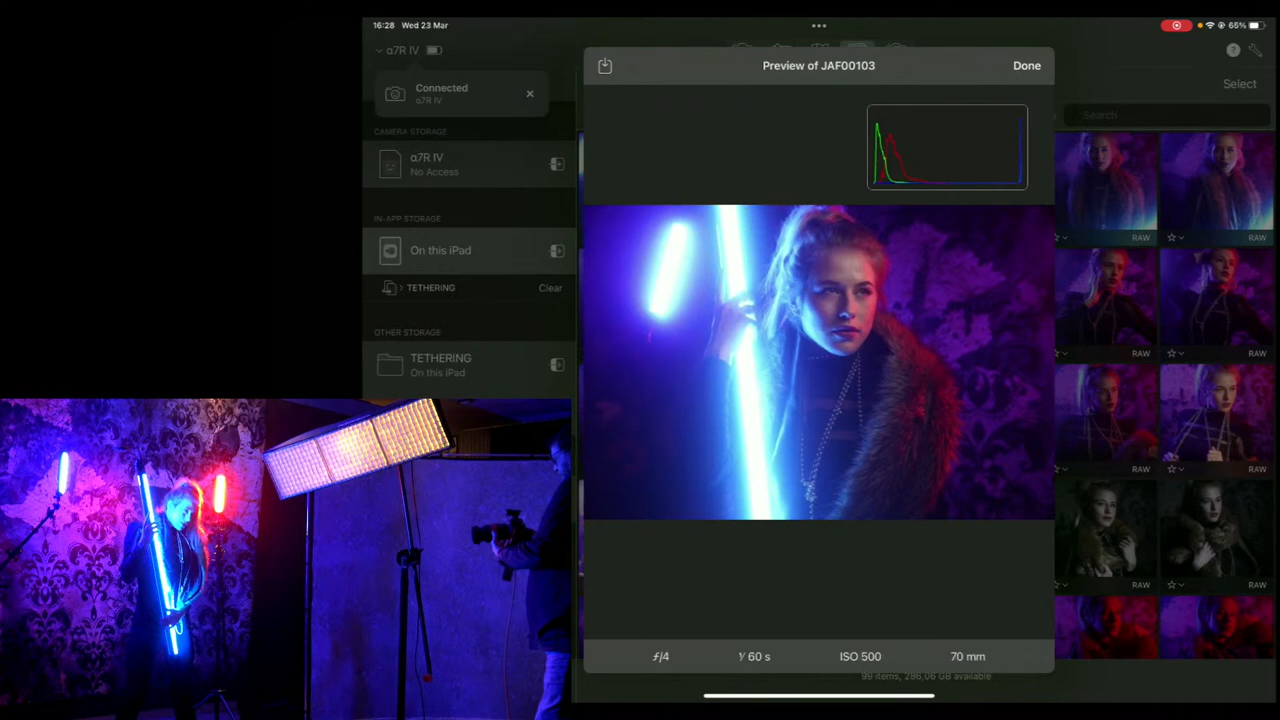 16:28 Wed 23 Mar
65%
α7R IV
Preview of JAF00103
Done
Select
Connected
α7R IV
Search
CAMERA STORAGE
α7R IV
No Access
RAW
RAW
IN-APP STORAGE
On this iPad
TETHERING
Clear
OTHER STORAGE
RAW
RAW
TETHERING
On this iPad
RAW
RAW
RAW
RAW
ƒ/4
1/60 s
ISO 500
70 mm
99 items, 286,06 GB available